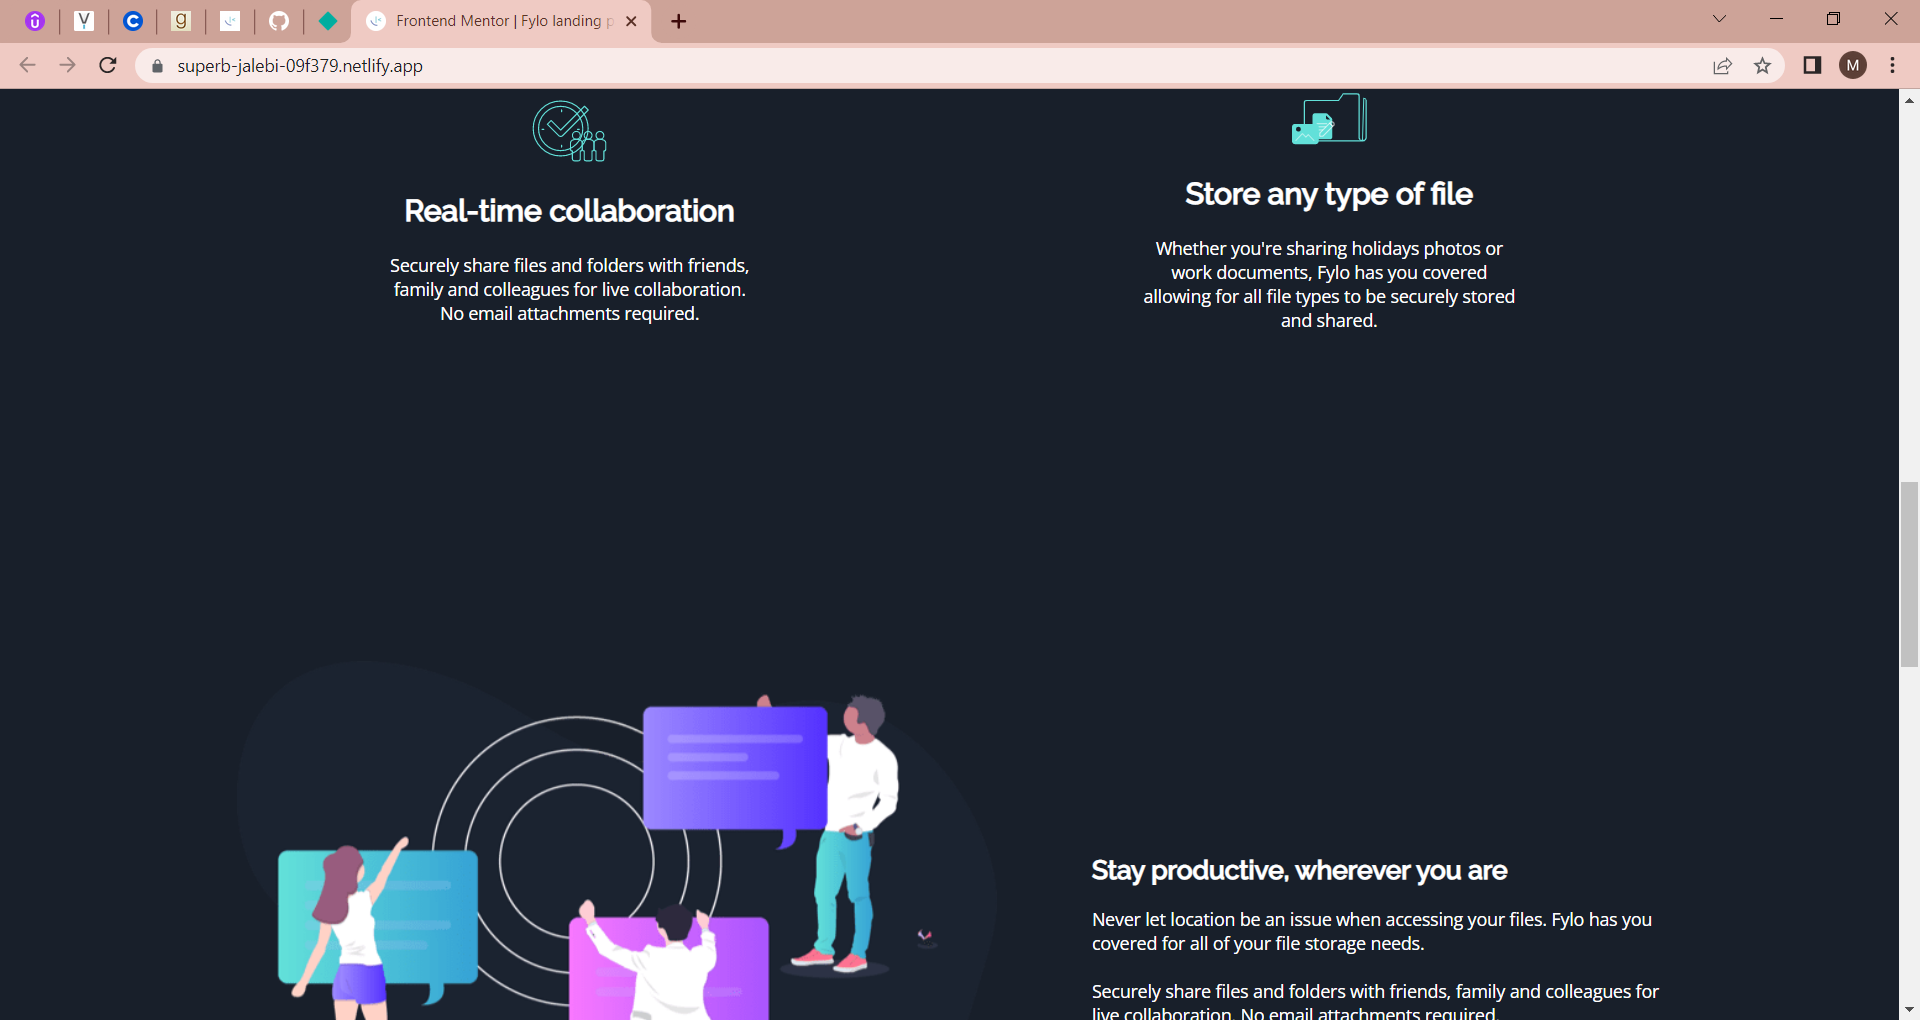 Frontend Mentor | Fylo landing p
superb-jalebi-09f379.netlify.app
M
Real-time collaboration
Securely share files and folders with friends,
family and colleagues for live collaboration.
No email attachments required.
Store any type of file
Whether you're sharing holidays photos or
work documents, Fylo has you covered
allowing for all file types to be securely stored
and shared.
Stay productive, wherever you are
Never let location be an issue when accessing your files. Fylo has you
covered for all of your file storage needs.
Securely share files and folders with friends, family and colleagues for
live collaboration. No email attachments required.